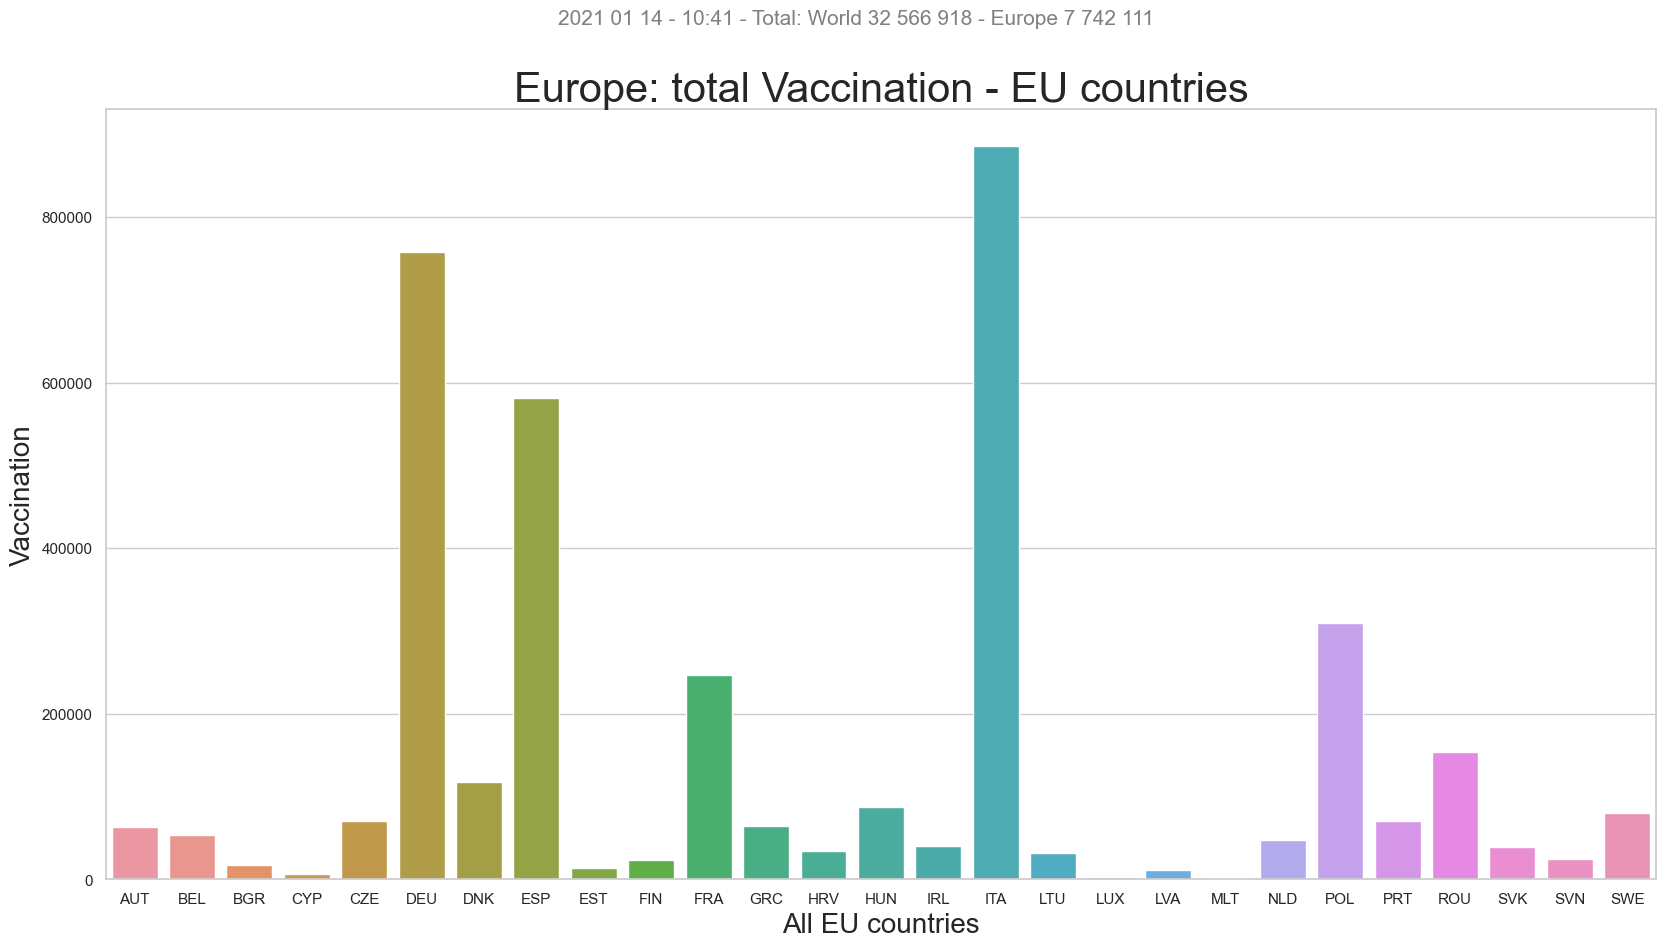 2021 01 14 - 10:41 - Total: World 32 566 918 - Europe 7 742 111
Europe: total Vaccination - EU countries
Vaccination
800000
600000
400000
200000
0
AUT BEL BGR CYP CZE DEU DNK ESP EST FIN FRA GRC HRV HUN IRL ITA LTU LUX LVA MLT NLD POL PRT ROU SVK SVN SWE
All EU countries